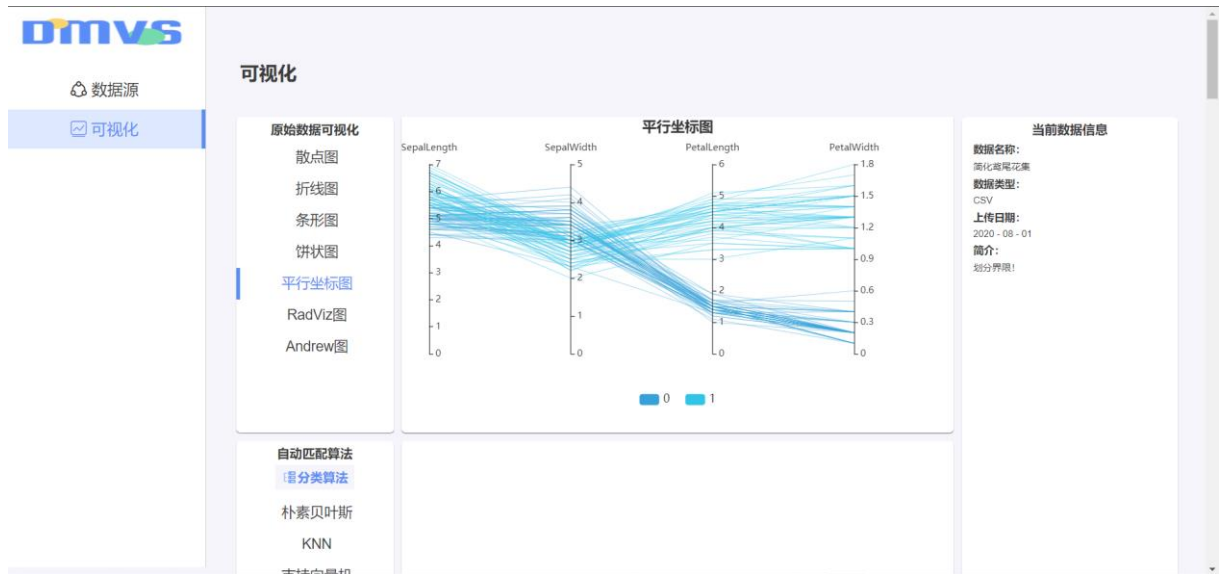 DMVS
数据源
可视化
可视化
原始数据可视化
散点图
折线图
条形图
饼状图
平行坐标图
RadViz图
Andrew图
平行坐标图
SepalLength
SepalWidth
PetalLength
PetalWidth
7
6
5
4
3
2
1
0
5
4
3
2
1
0
6
5
4
3
2
1
0
1.8
1.5
1.2
0.9
0.6
0.3
0
0
1
当前数据信息
数据名称：
简化鸢尾花集
数据类型：
CSV
上传日期：
2020 - 08 - 01
简介：
划分界限！
自动匹配算法
分类算法
朴素贝叶斯
KNN
支持向量机